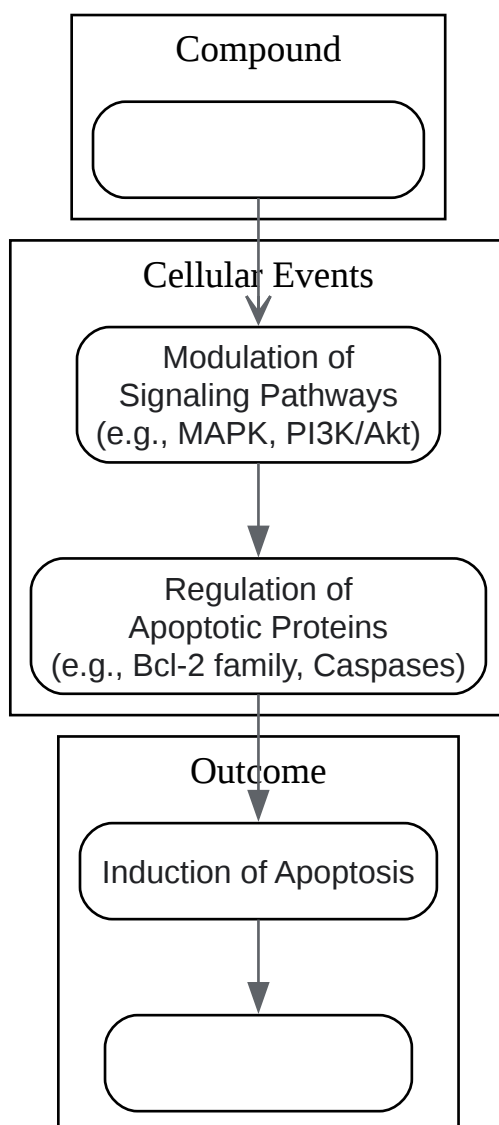 Compound
Cellular Events
Modulation of
Signaling Pathways
(e.g., MAPK, PI3K/Akt)
Regulation of
Apoptotic Proteins
(e.g., Bcl-2 family, Caspases)
Outcome
Induction of Apoptosis